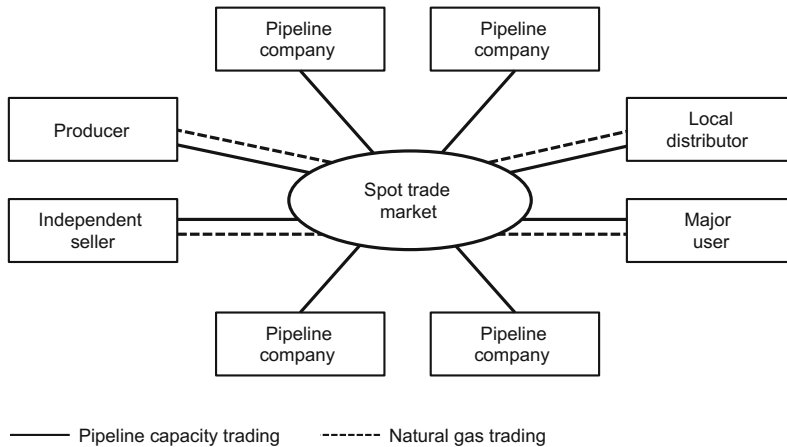 Pipeline
company
Pipeline
company
Producer
Local
distributor
Spot trade
market
Independent
seller
Major
user
Pipeline
company
Pipeline
company
Pipeline capacity trading
Natural gas trading